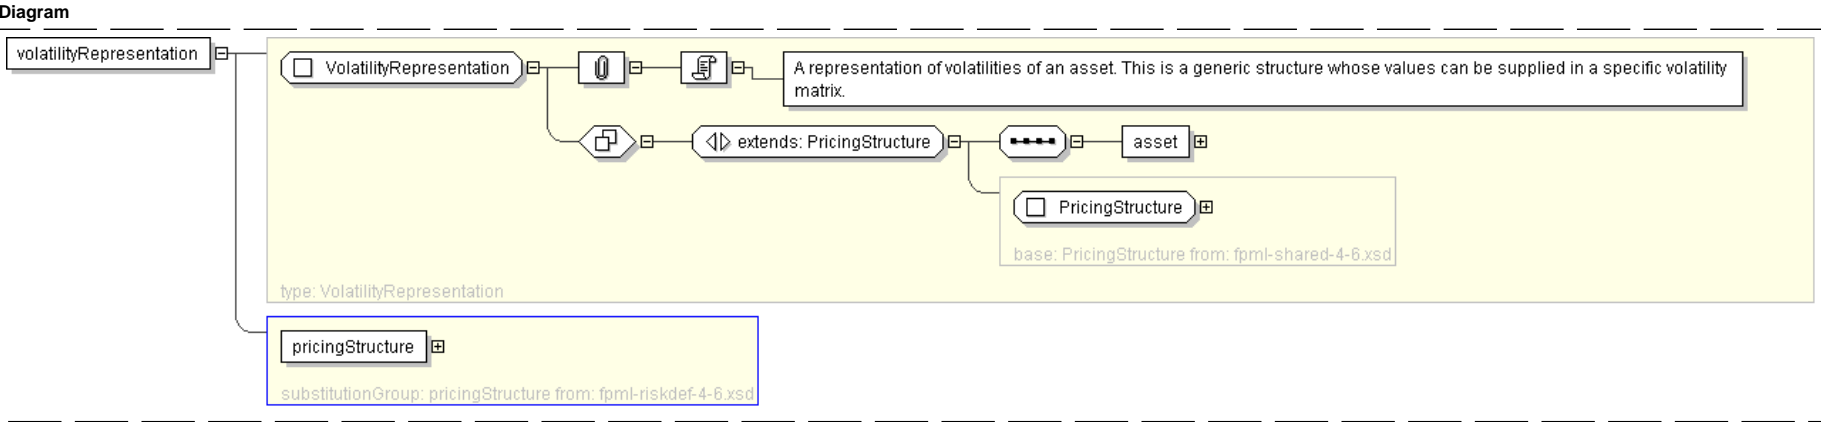 Diagram
volatilityRepresentation
VolatilityRepresentation
A representation of volatilities of an asset. This is a generic structure whose values can be supplied in a specific volatility
matrix.
extends: PricingStructure
asset
PricingStructure
base: PricingStructure from: fpml-shared-4-6.xsd
type: VolatilityRepresentation
pricingStructure
substitutionGroup: pricingStructure from: fpml-riskdef-4-6.xsd